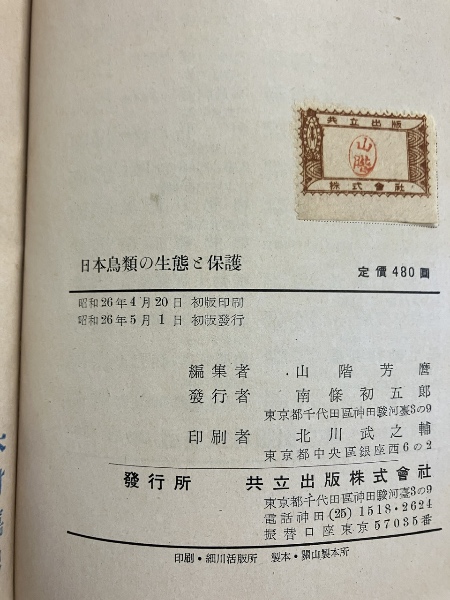 共立出版
山階
株式會社
日本鳥類の生態と保護
定價480圓
昭和26年4月20日 初版印刷
昭和26年5月1日 初版發行
編集者 山階芳麿
發行者 南條初五郎
東京都千代田區神田駿河臺3の9
印刷者 北川武之輔
東京都中央區銀座西6の2
發行所 共立出版株式會社
東京都千代田區神田駿河臺3の9
電話神田(25)1518・2624
振替口座東京57035番
印刷・細川活版所 製本・関山製本所